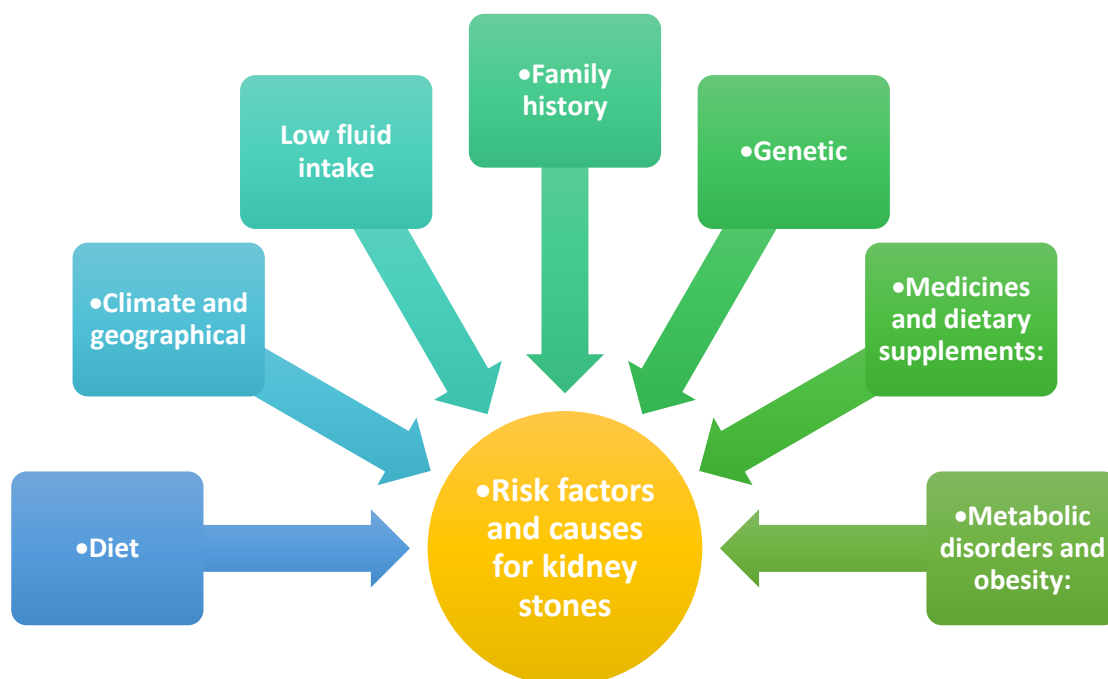 •Family
history
Low fluid
intake
•Genetic
•Climate and
geographical
•Medicines
and dietary
supplements:
•Diet
•Risk factors
and causes
for kidney
stones
•Metabolic
disorders and
obesity: